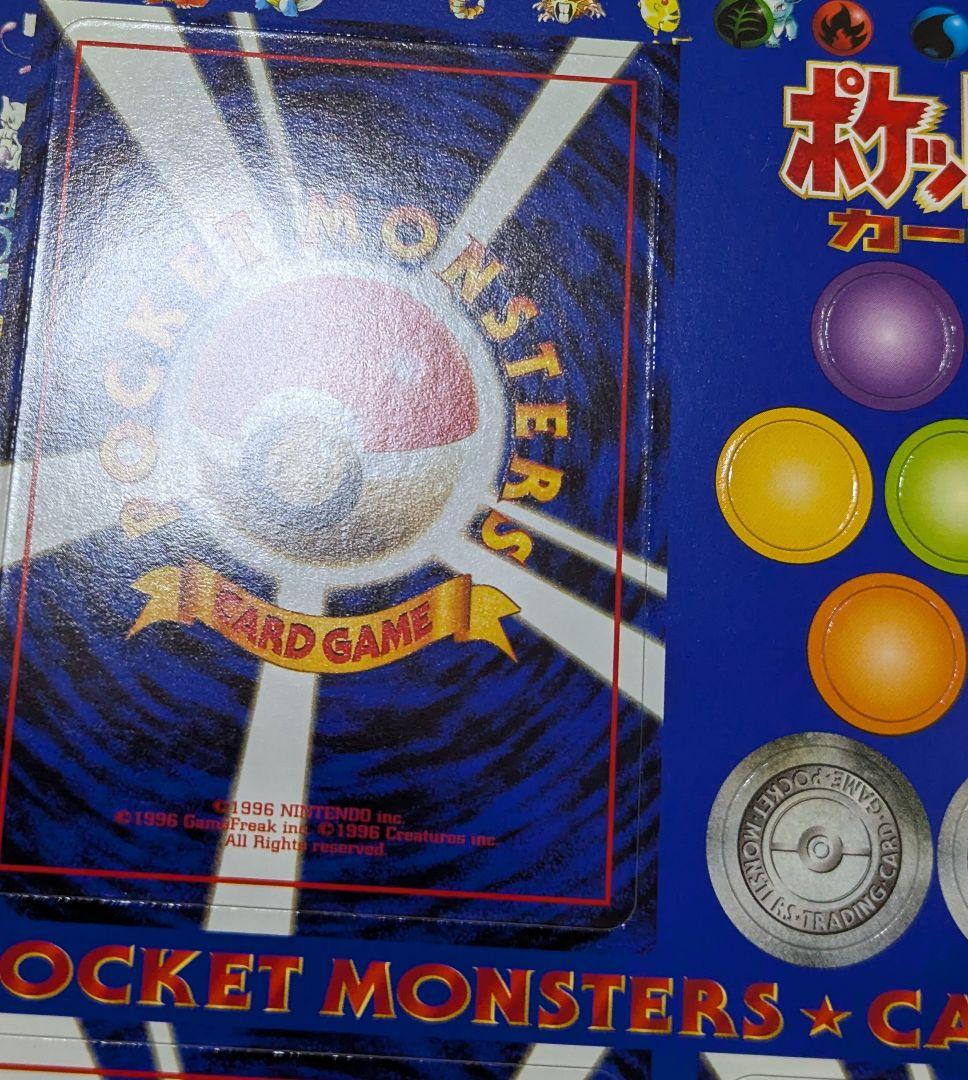 ポケット
カー
POCKET MONSTERS
CARD GAME
©1996 NINTENDO inc.
©1996 GameFreak inc. ©1996 Creatures inc.
All Rights reserved.
POCKET·MONSTERS·TRADING·CARD·GAME
OCKET MONSTERS ★ CA